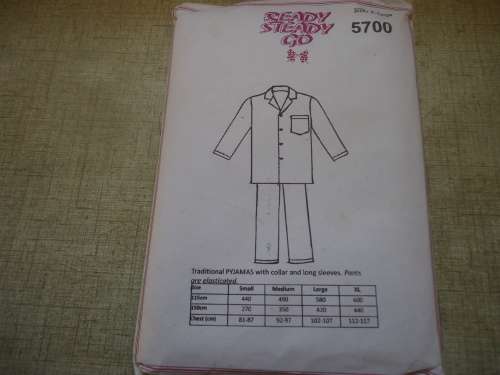 READY
STEADY
GO
5700
Traditional PYJAMAS with collar and long sleeves. Pants
are elasticated.
Size Small Medium Large XL
115cm 440 490 580 600
150cm 270 350 420 440
Chest (cm) 81-87 92-97 102-107 112-117